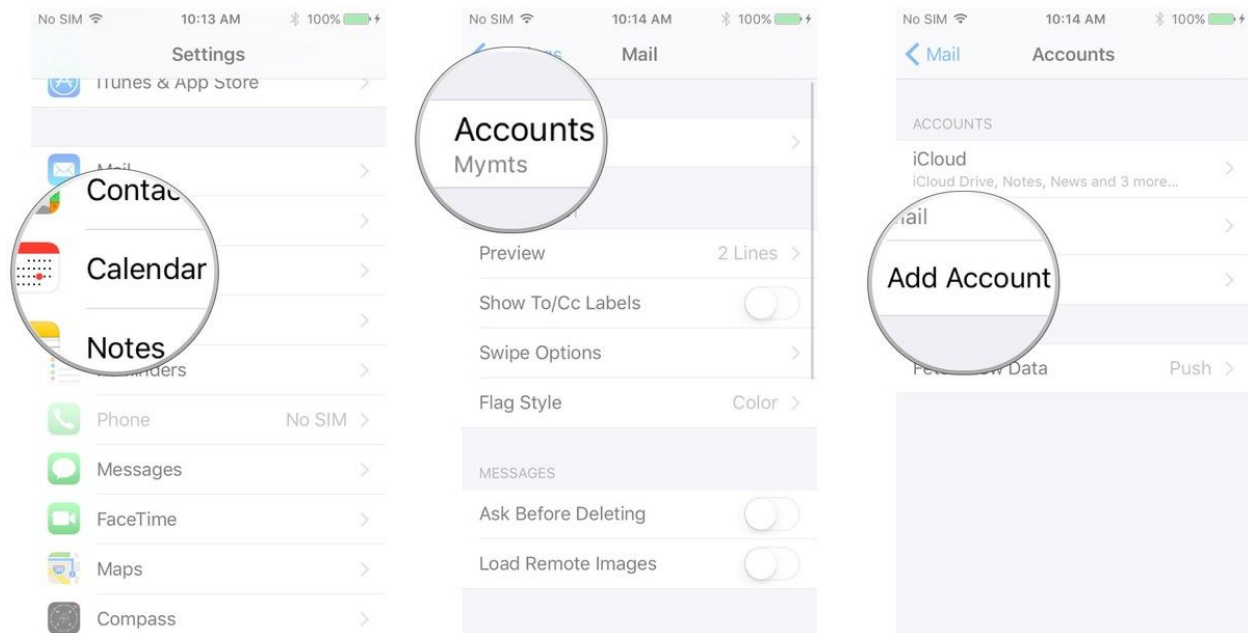 No SIM 10:13 AM 100%
Settings
iTunes & App Store
Mail
Contac
Calendar
Notes
Reminders
Phone No SIM
Messages
FaceTime
Maps
Compass
No SIM 10:14 AM 100%
Mail
Accounts
Mymts
Preview 2 Lines
Show To/Cc Labels
Swipe Options
Flag Style Color
MESSAGES
Ask Before Deleting
Load Remote Images
No SIM 10:14 AM 100%
Mail Accounts
ACCOUNTS
iCloud
iCloud Drive, Notes, News and 3 more...
Add Account
Data Push